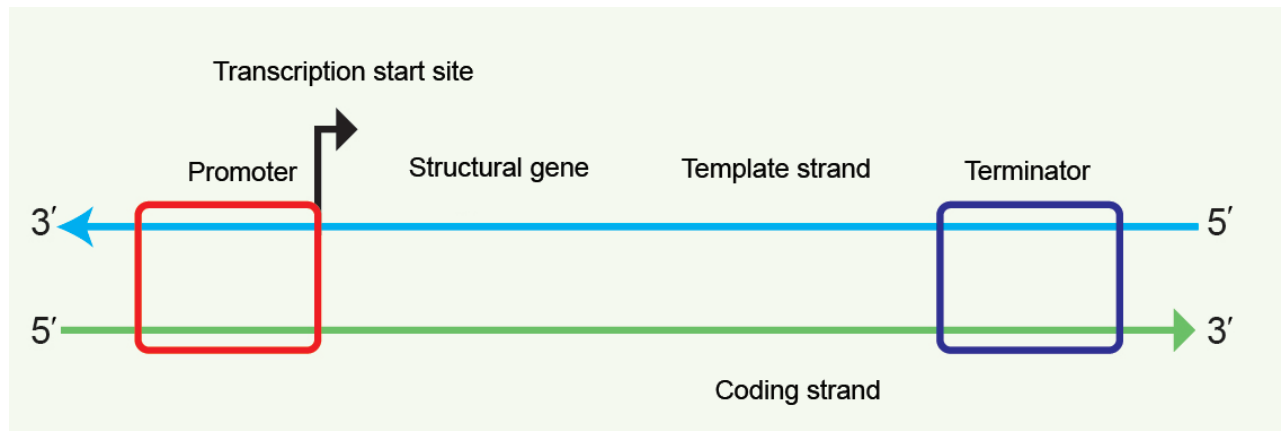 Transcription start site
Promoter Structural gene Template strand Terminator
3′ 5′
5′ 3′
Coding strand